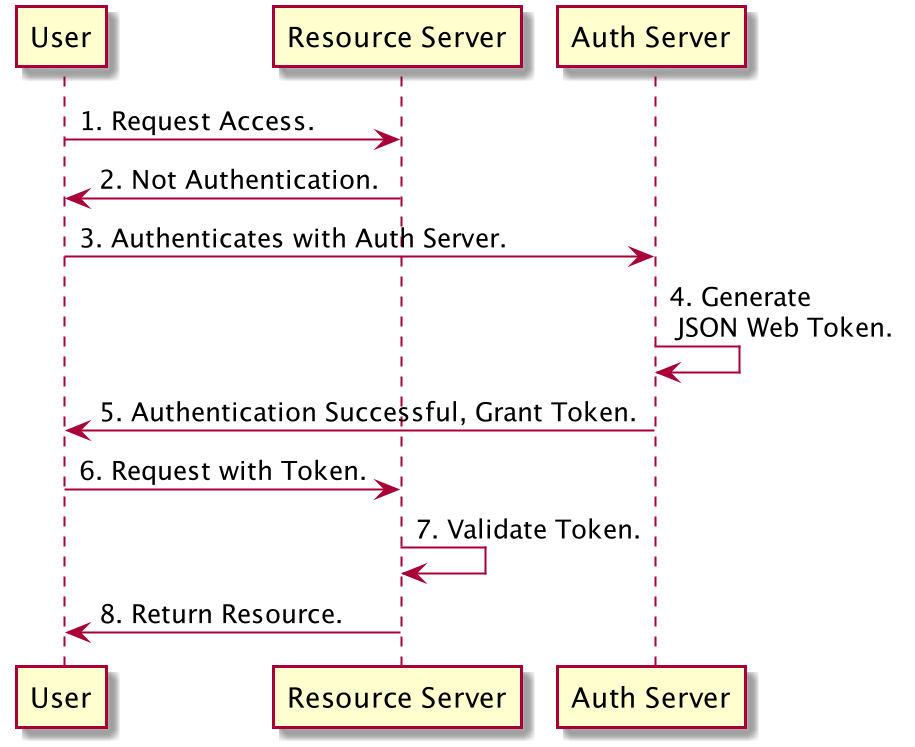 User
Resource Server
Auth Server
1. Request Access.
2. Not Authentication.
3. Authenticates with Auth Server.
4. Generate
JSON Web Token.
5. Authentication Successful, Grant Token.
6. Request with Token.
7. Validate Token.
8. Return Resource.
User
Resource Server
Auth Server